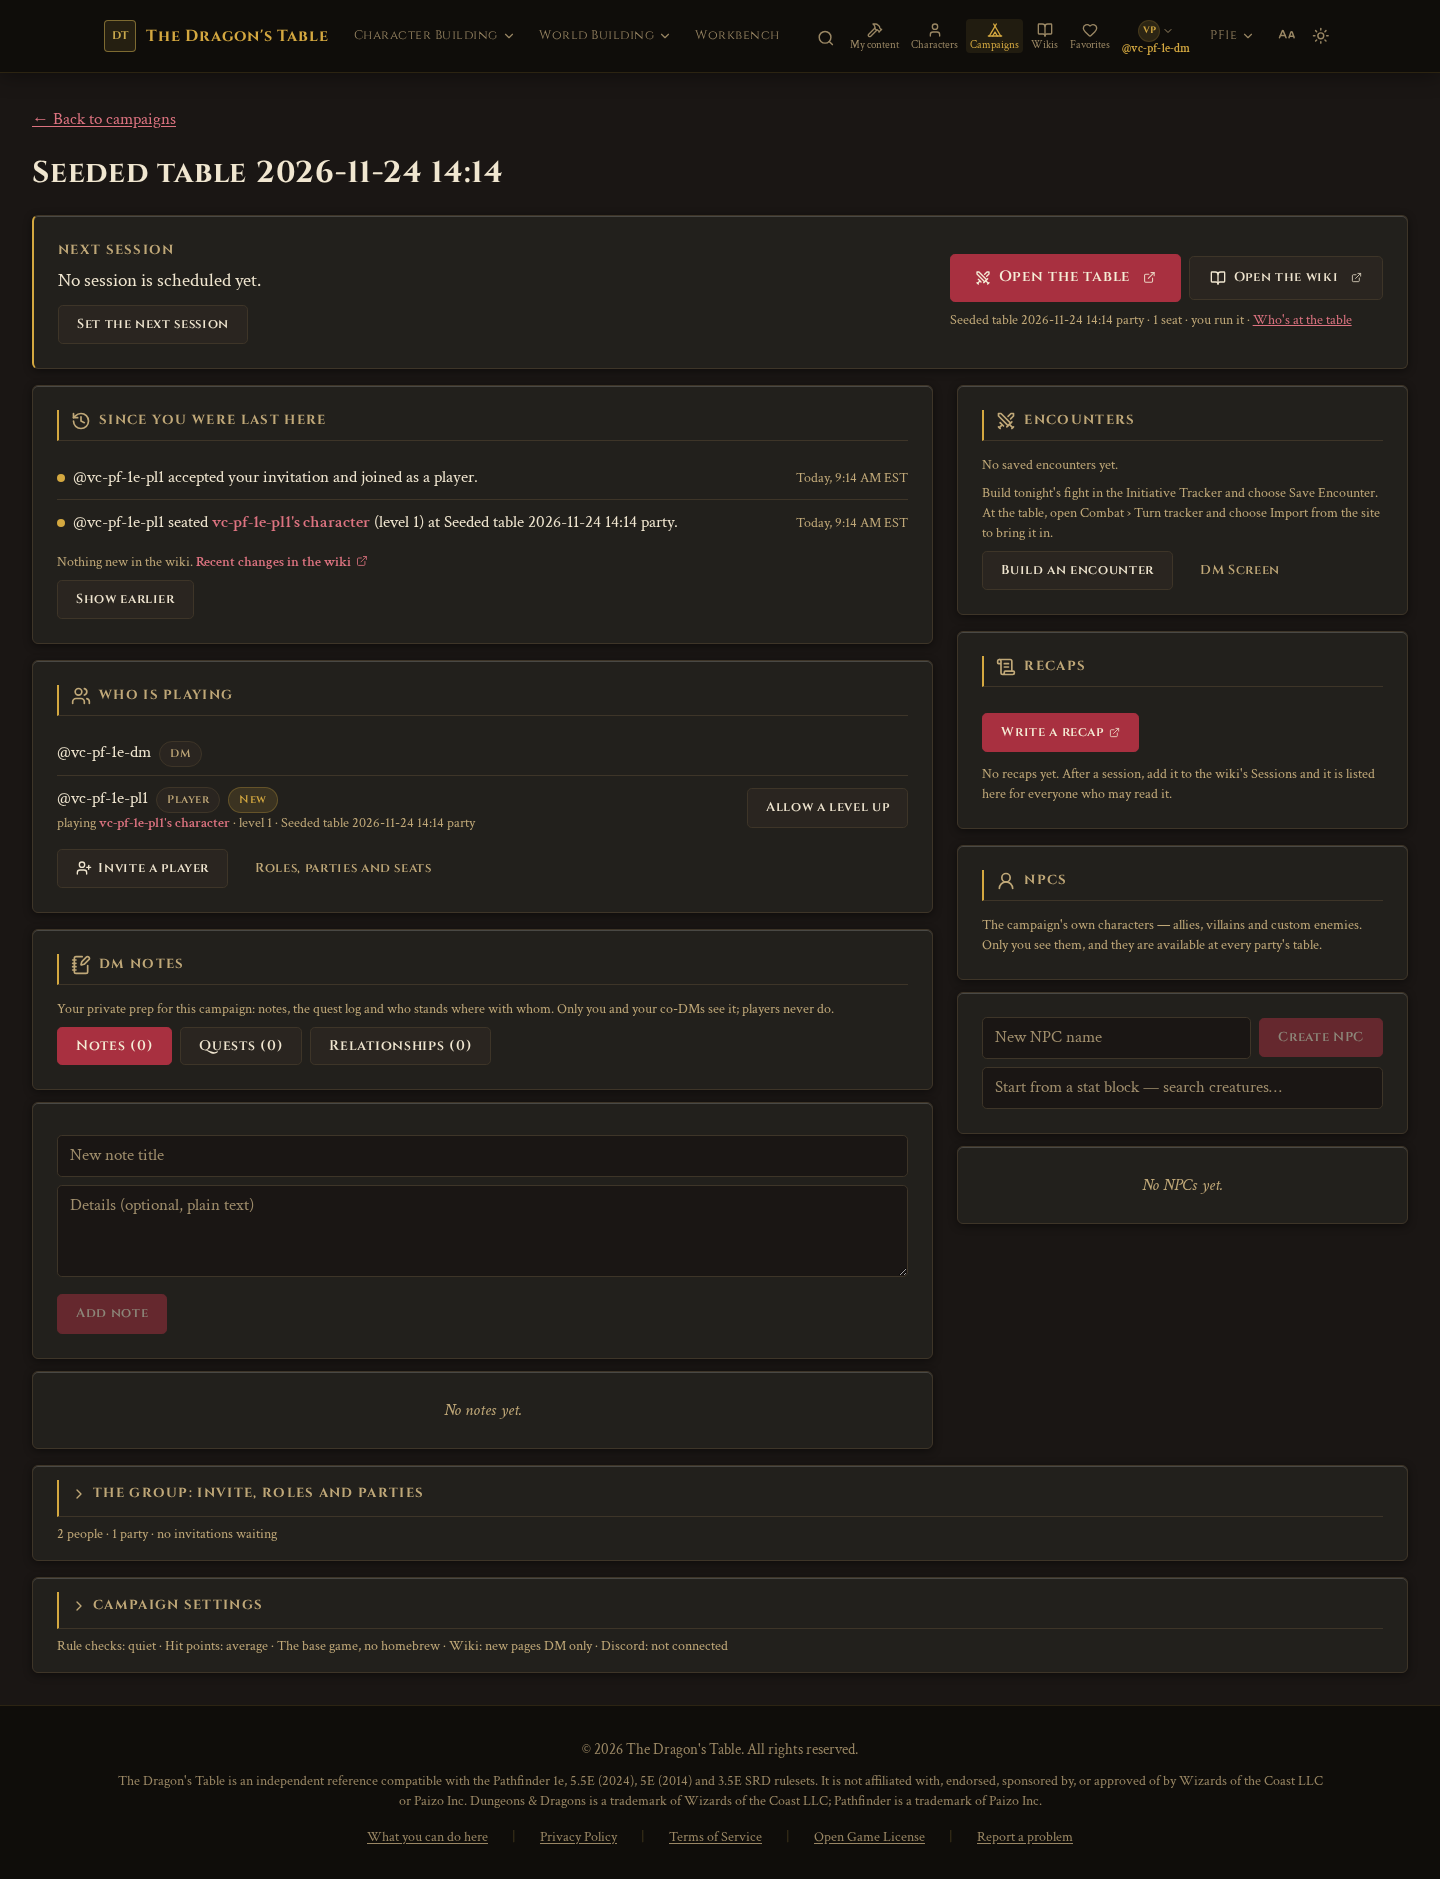 DT The Dragon's Table Character Building World Building Workbench My content Characters Campaigns Wikis Favorites VP @vc-pf-1e-dm PF1e AA
← Back to campaigns
Seeded table 2026-11-24 14:14
Next session
No session is scheduled yet.
Set the next session
Open the table
Open the wiki
Seeded table 2026-11-24 14:14 party · 1 seat · you run it · Who's at the table
Since you were last here
@vc-pf-1e-pl1 accepted your invitation and joined as a player. Today, 9:14 AM EST
@vc-pf-1e-pl1 seated vc-pf-1e-pl1's character (level 1) at Seeded table 2026-11-24 14:14 party. Today, 9:14 AM EST
Nothing new in the wiki. Recent changes in the wiki
Show earlier
Who is playing
@vc-pf-1e-dm DM
@vc-pf-1e-pl1 Player New
playing vc-pf-1e-pl1's character · level 1 · Seeded table 2026-11-24 14:14 party
Allow a level up
Invite a player Roles, parties and seats
DM Notes
Your private prep for this campaign: notes, the quest log and who stands where with whom. Only you and your co-DMs see it; players never do.
Notes (0) Quests (0) Relationships (0)
New note title
Details (optional, plain text)
Add note
No notes yet.
Encounters
No saved encounters yet.
Build tonight's fight in the Initiative Tracker and choose Save Encounter.
At the table, open Combat › Turn tracker and choose Import from the site
to bring it in.
Build an encounter DM Screen
Recaps
Write a recap
No recaps yet. After a session, add it to the wiki's Sessions and it is listed
here for everyone who may read it.
NPCs
The campaign's own characters — allies, villains and custom enemies.
Only you see them, and they are available at every party's table.
New NPC name Create NPC
Start from a stat block — search creatures…
No NPCs yet.
The group: invite, roles and parties
2 people · 1 party · no invitations waiting
Campaign settings
Rule checks: quiet · Hit points: average · The base game, no homebrew · Wiki: new pages DM only · Discord: not connected
© 2026 The Dragon's Table. All rights reserved.
The Dragon's Table is an independent reference compatible with the Pathfinder 1e, 5.5E (2024), 5E (2014) and 3.5E SRD rulesets. It is not affiliated with, endorsed, sponsored by, or approved of by Wizards of the Coast LLC
or Paizo Inc. Dungeons & Dragons is a trademark of Wizards of the Coast LLC; Pathfinder is a trademark of Paizo Inc.
What you can do here | Privacy Policy | Terms of Service | Open Game License | Report a problem